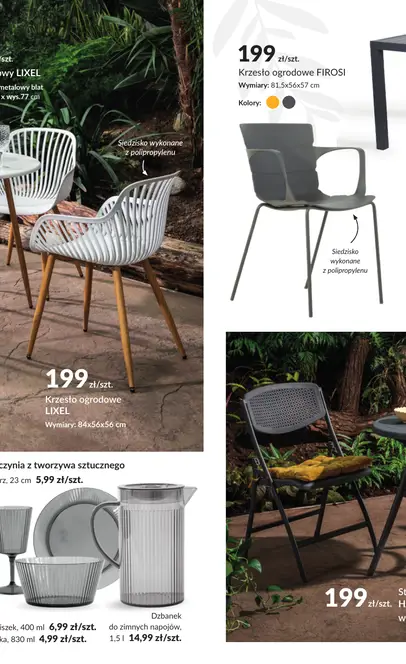 zł/szt.
owy LIXEL
metalowy blat
x wys.77 cm
Siedzisko wykonane
z polipropylenu
199 zł/szt.
Krzesło ogrodowe
LIXEL
Wymiary: 84x56x56 cm
199 zł/szt.
Krzesło ogrodowe FIROSI
Wymiary: 81,5x56x57 cm
Kolory:
Siedzisko
wykonane
z polipropylenu
czynia z tworzywa sztucznego
rz, 23 cm 5,99 zł/szt.
iszek, 400 ml 6,99 zł/szt.
ka, 830 ml 4,99 zł/szt.
Dzbanek
do zimnych napojów,
1,5 l 14,99 zł/szt.
199 zł/szt.
St
H
w